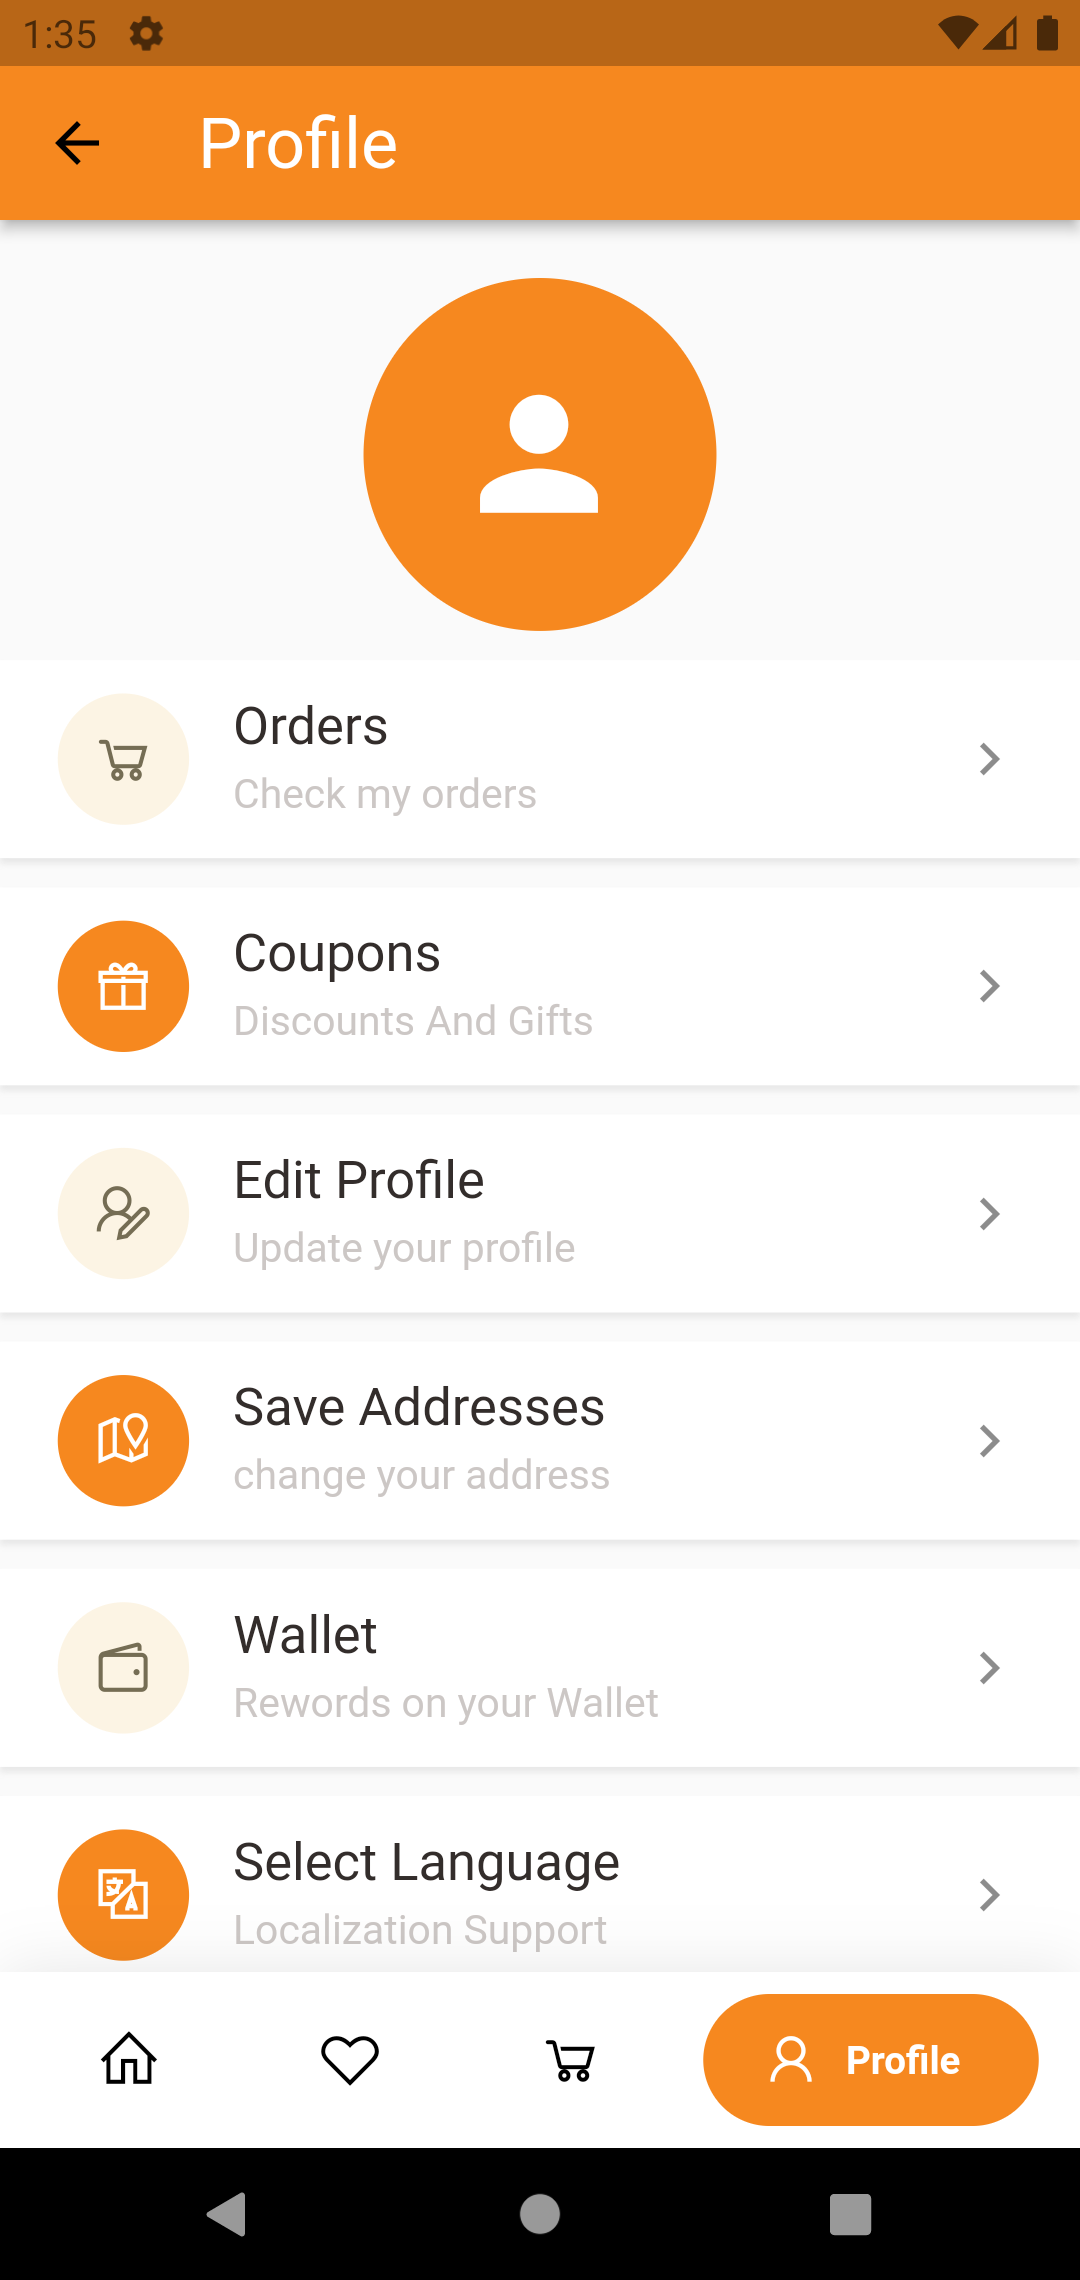 1:35
Profile
Orders
Check my orders
Coupons
Discounts And Gifts
Edit Profile
Update your profile
Save Addresses
change your address
Wallet
Rewords on your Wallet
Select Language
Localization Support
Profile